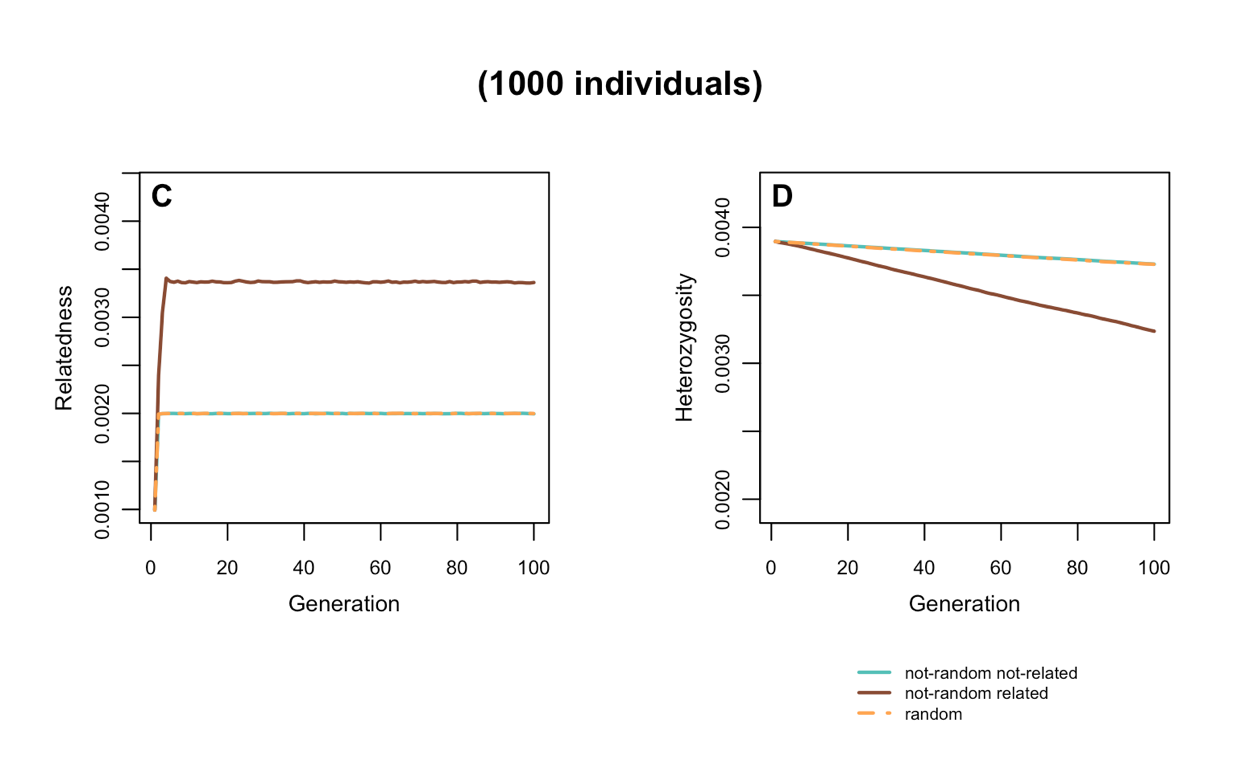 (1000 individuals)
C
Relatedness
0.0040
0.0030
0.0020
0.0010
0 20 40 60 80 100
Generation
D
Heterozygosity
0.0040
0.0030
0.0020
0 20 40 60 80 100
Generation
not-random not-related
not-random related
random